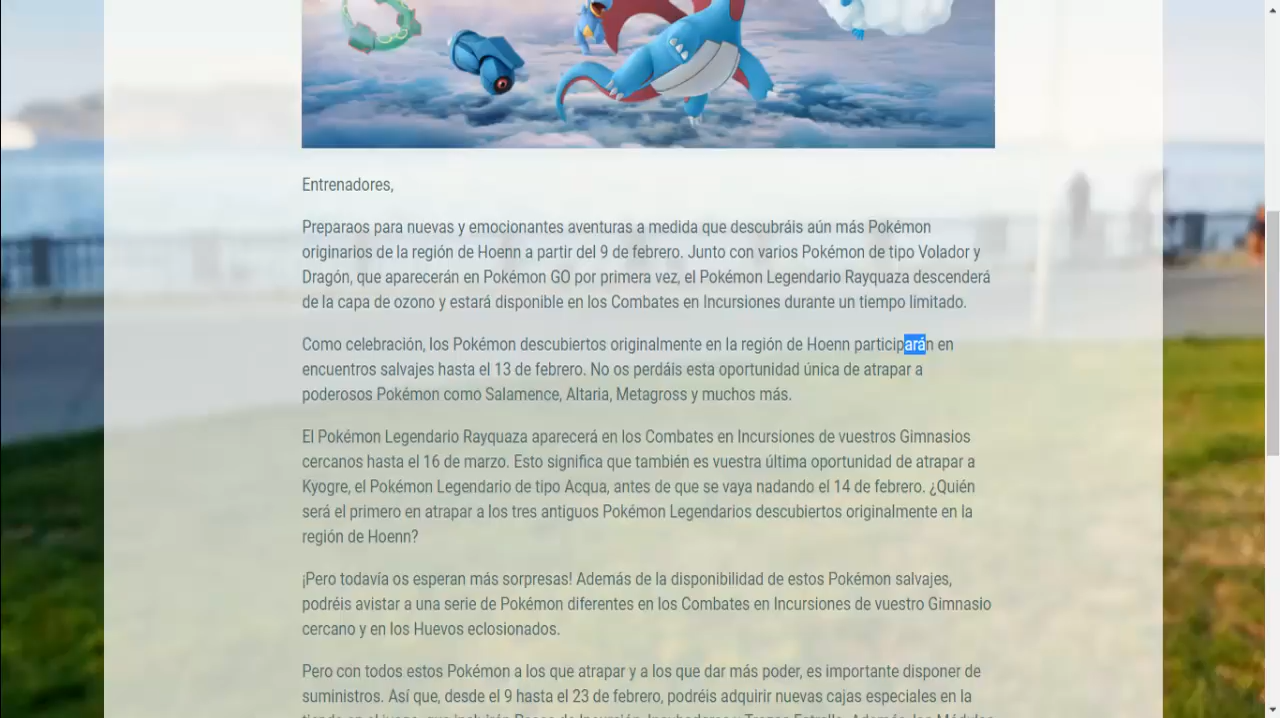 Entrenadores,
Preparaos para nuevas y emocionantes aventuras a medida que descubráis aún más Pokémon
originarios de la región de Hoenn a partir del 9 de febrero. Junto con varios Pokémon de tipo Volador y
Dragón, que aparecerán en Pokémon GO por primera vez, el Pokémon Legendario Rayquaza descenderá
de la capa de ozono y estará disponible en los Combates en Incursiones durante un tiempo limitado.
Como celebración, los Pokémon descubiertos originalmente en la región de Hoenn participarán en
encuentros salvajes hasta el 13 de febrero. No os perdáis esta oportunidad única de atrapar a
poderosos Pokémon como Salamence, Altaria, Metagross y muchos más.
El Pokémon Legendario Rayquaza aparecerá en los Combates en Incursiones de vuestros Gimnasios
cercanos hasta el 16 de marzo. Esto significa que también es vuestra última oportunidad de atrapar a
Kyogre, el Pokémon Legendario de tipo Acqua, antes de que se vaya nadando el 14 de febrero. ¿Quién
será el primero en atrapar a los tres antiguos Pokémon Legendarios descubiertos originalmente en la
región de Hoenn?
¡Pero todavía os esperan más sorpresas! Además de la disponibilidad de estos Pokémon salvajes,
podréis avistar a una serie de Pokémon diferentes en los Combates en Incursiones de vuestro Gimnasio
cercano y en los Huevos eclosionados.
Pero con todos estos Pokémon a los que atrapar y a los que dar más poder, es importante disponer de
suministros. Así que, desde el 9 hasta el 23 de febrero, podréis adquirir nuevas cajas especiales en la